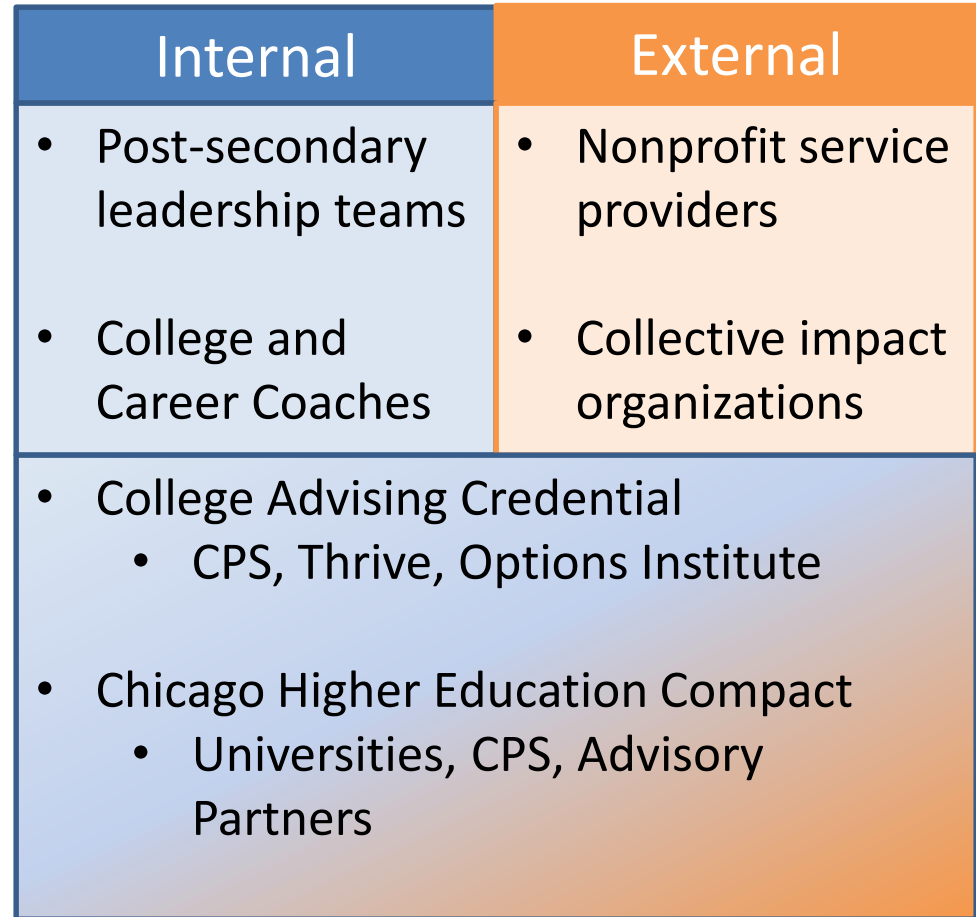 Internal
External
• Post-secondary
leadership teams
• College and
Career Coaches
• Nonprofit service
providers
• Collective impact
organizations
• College Advising Credential
• CPS, Thrive, Options Institute
• Chicago Higher Education Compact
• Universities, CPS, Advisory
Partners